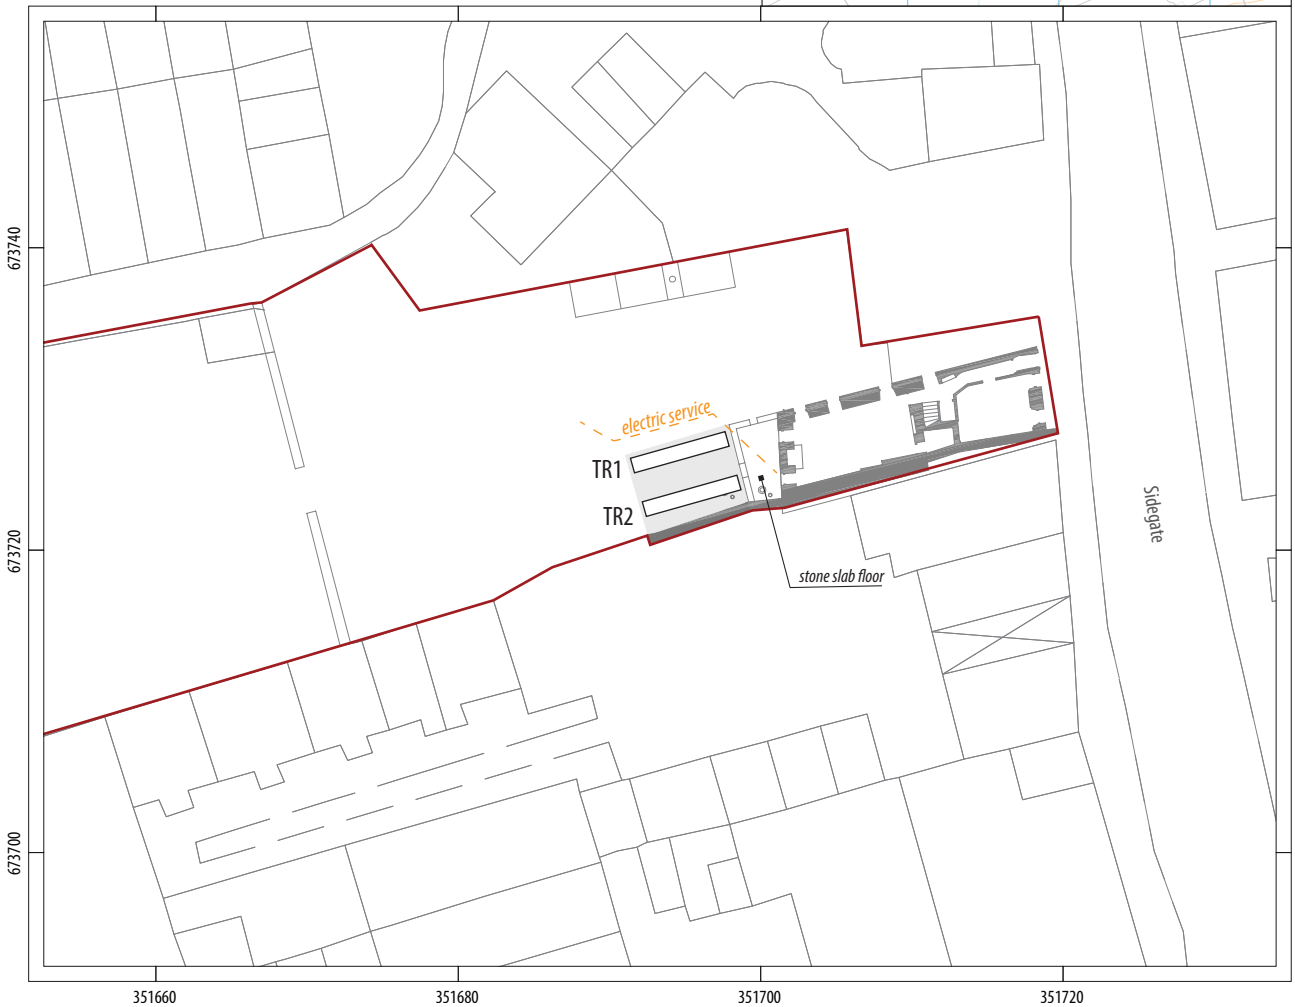 673740
electric service
TR1
TR2
Sidegate
673720
stone slab floor
673700
351660
351680
351700
351720